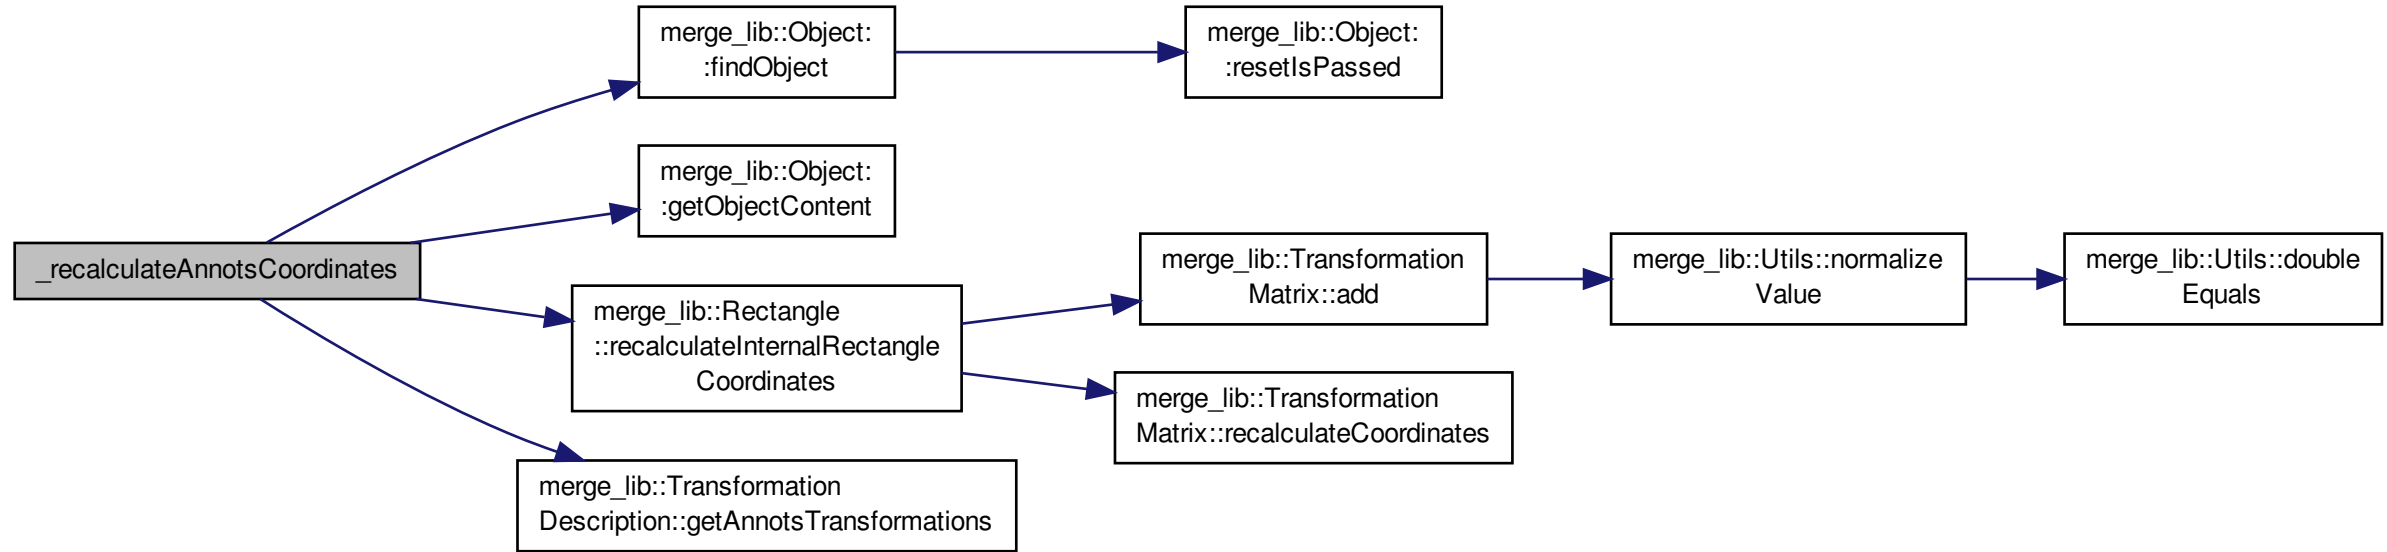 _recalculateAnnotsCoordinates
merge_lib::Object:
:findObject
merge_lib::Object:
:resetIsPassed
merge_lib::Object:
:getObjectContent
merge_lib::Rectangle
::recalculateInternalRectangle
Coordinates
merge_lib::Transformation
Matrix::add
merge_lib::Utils::normalize
Value
merge_lib::Utils::double
Equals
merge_lib::Transformation
Matrix::recalculateCoordinates
merge_lib::Transformation
Description::getAnnotsTransformations